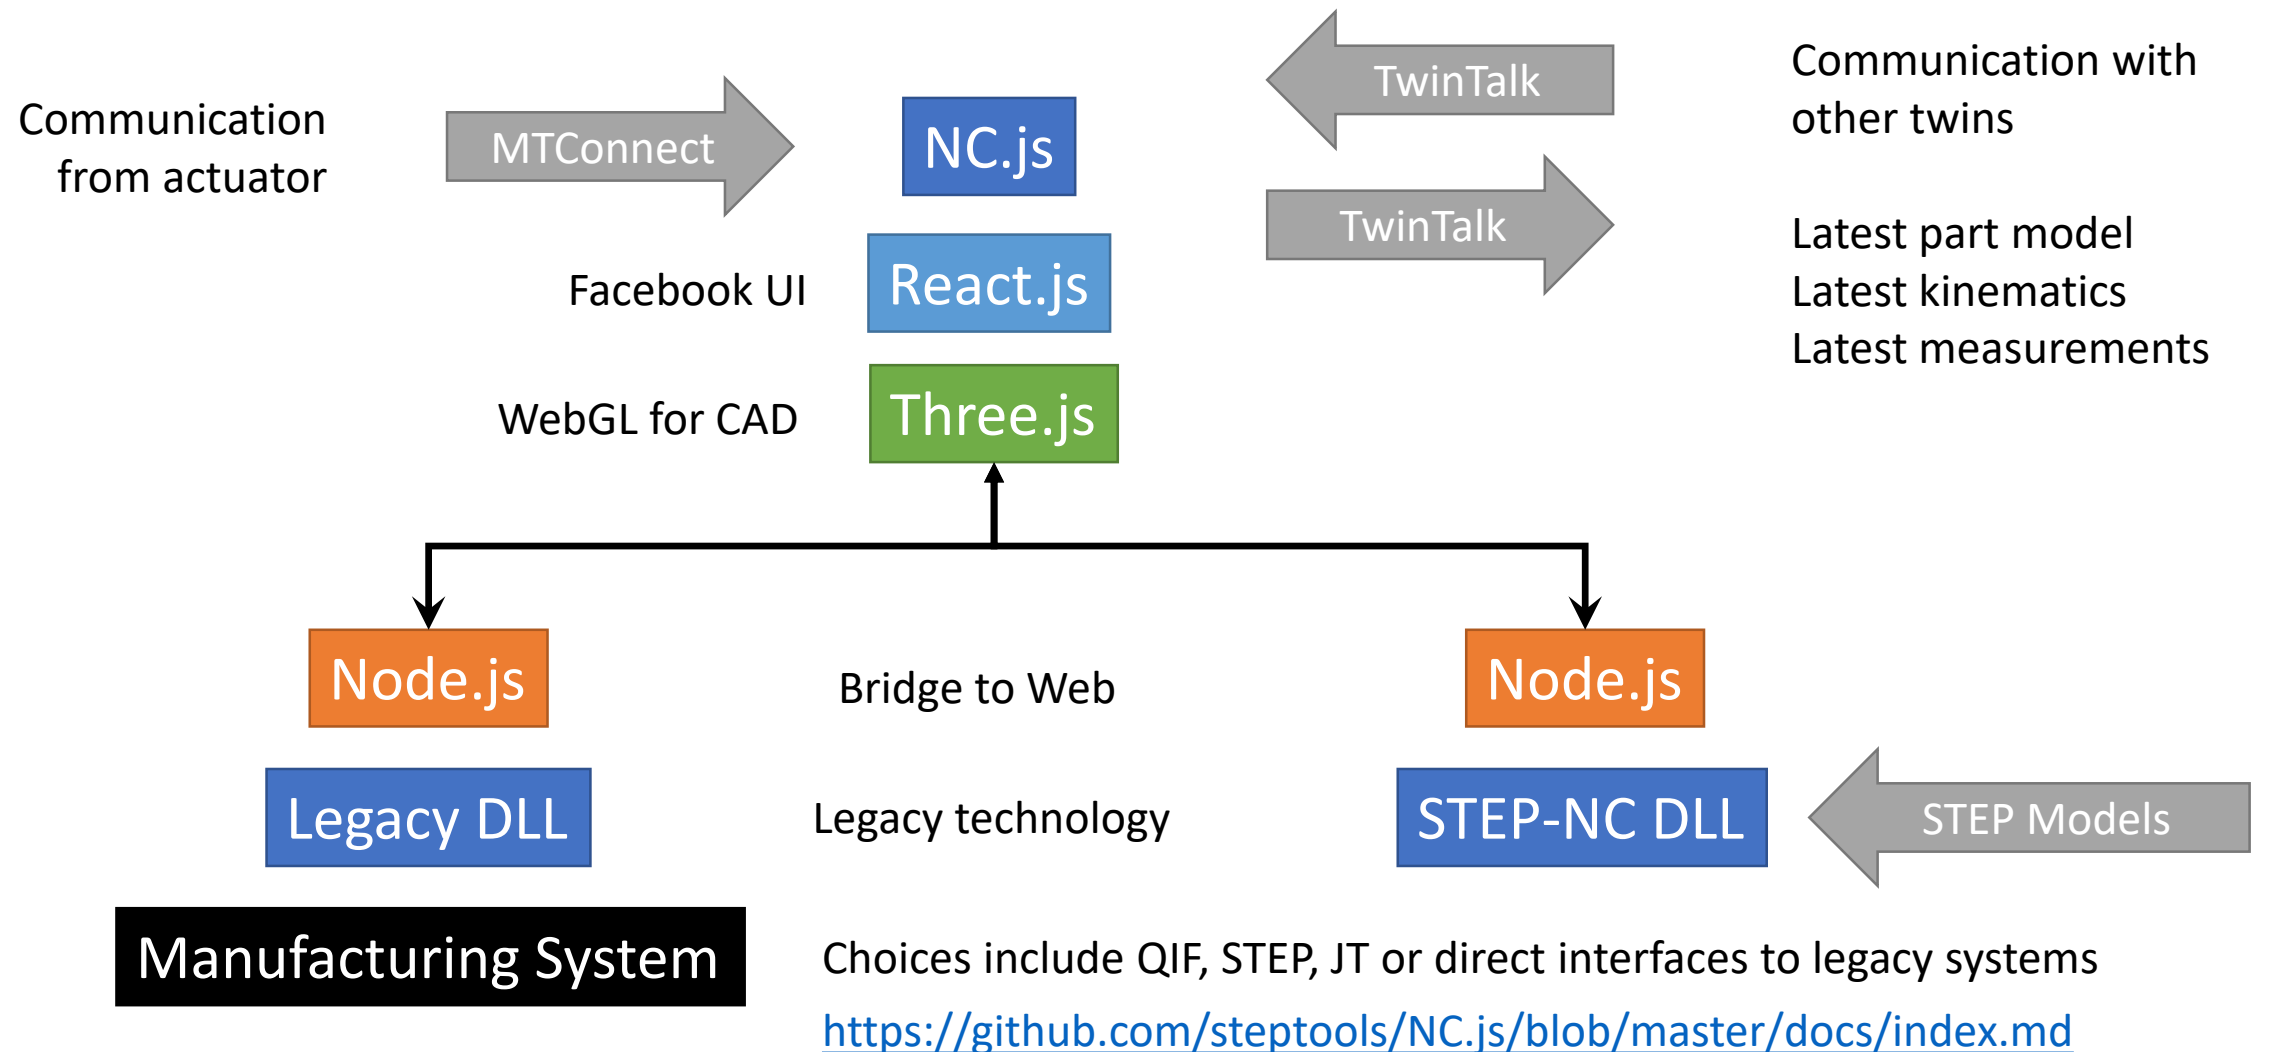 Communication
from actuator
MTConnect
NC.js
TwinTalk
Communication with
other twins
TwinTalk
Latest part model
Latest kinematics
Latest measurements
Facebook UI
React.js
WebGL for CAD
Three.js
Node.js
Bridge to Web
Node.js
Legacy DLL
Legacy technology
STEP-NC DLL
STEP Models
Manufacturing System
Choices include QIF, STEP, JT or direct interfaces to legacy systems
https://github.com/steptools/NC.js/blob/master/docs/index.md